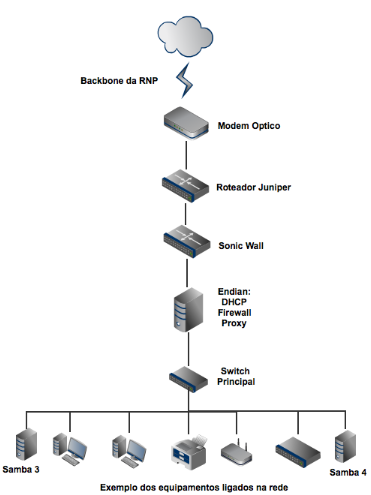 Backbone da RNP
Modem Optico
Roteador Juniper
Sonic Wall
Endian:
DHCP
Firewall
Proxy
Switch
Principal
Samba 3
Samba 4
Exemplo dos equipamentos ligados na rede